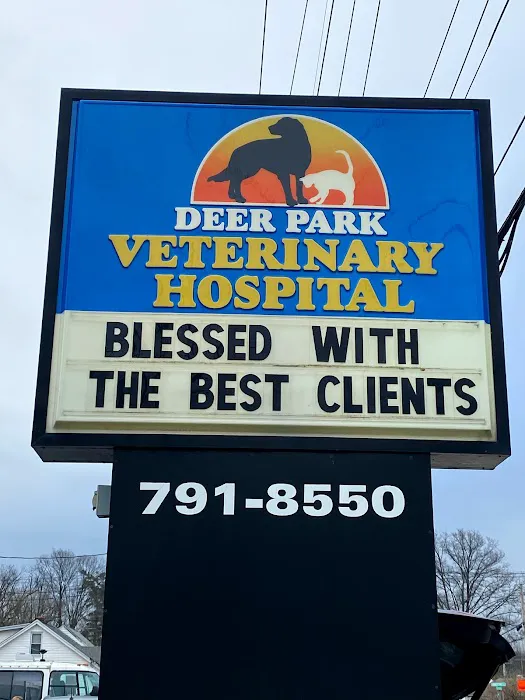 DEER PARK
VETERINARY
HOSPITAL
BLESSED WITH
THE BEST CLIENTS
791-8550